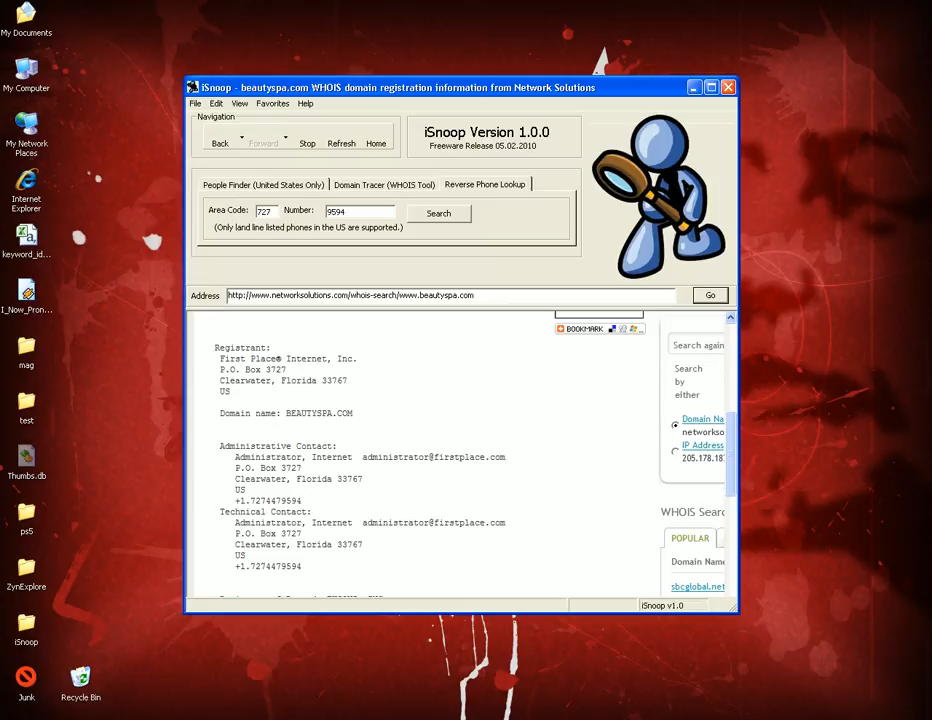 My Documents
My Computer
My Network
Places
Internet
Explorer
keyword_id...
I_Now_Pron...
mag
test
Thumbs.db
ps5
ZynExplore
iSnoop
Junk
Recycle Bin
iSnoop - beautyspa.com WHOIS domain registration information from Network Solutions
File Edit View Favorites Help
Navigation
Back Forward Stop Refresh Home
iSnoop Version 1.0.0
Freeware Release 05.02.2010
People Finder (United States Only) Domain Tracer (WHOIS Tool) Reverse Phone Lookup
Area Code: 727 Number: 9594 Search
(Only land line listed phones in the US are supported.)
Address http://www.networksolutions.com/whois-search/www.beautyspa.com Go
BOOKMARK
Registrant:
First Place® Internet, Inc.
P.O. Box 3727
Clearwater, Florida 33767
US
Domain name: BEAUTYSPA.COM
Administrative Contact:
Administrator, Internet administrator@firstplace.com
P.O. Box 3727
Clearwater, Florida 33767
US
+1.7274479594
Technical Contact:
Administrator, Internet administrator@firstplace.com
P.O. Box 3727
Clearwater, Florida 33767
US
+1.7274479594
Search again
Search
by
either
Domain Na
networkso
IP Address
205.178.18
WHOIS Searc
POPULAR
Domain Name
sbcglobal.net
iSnoop v1.0